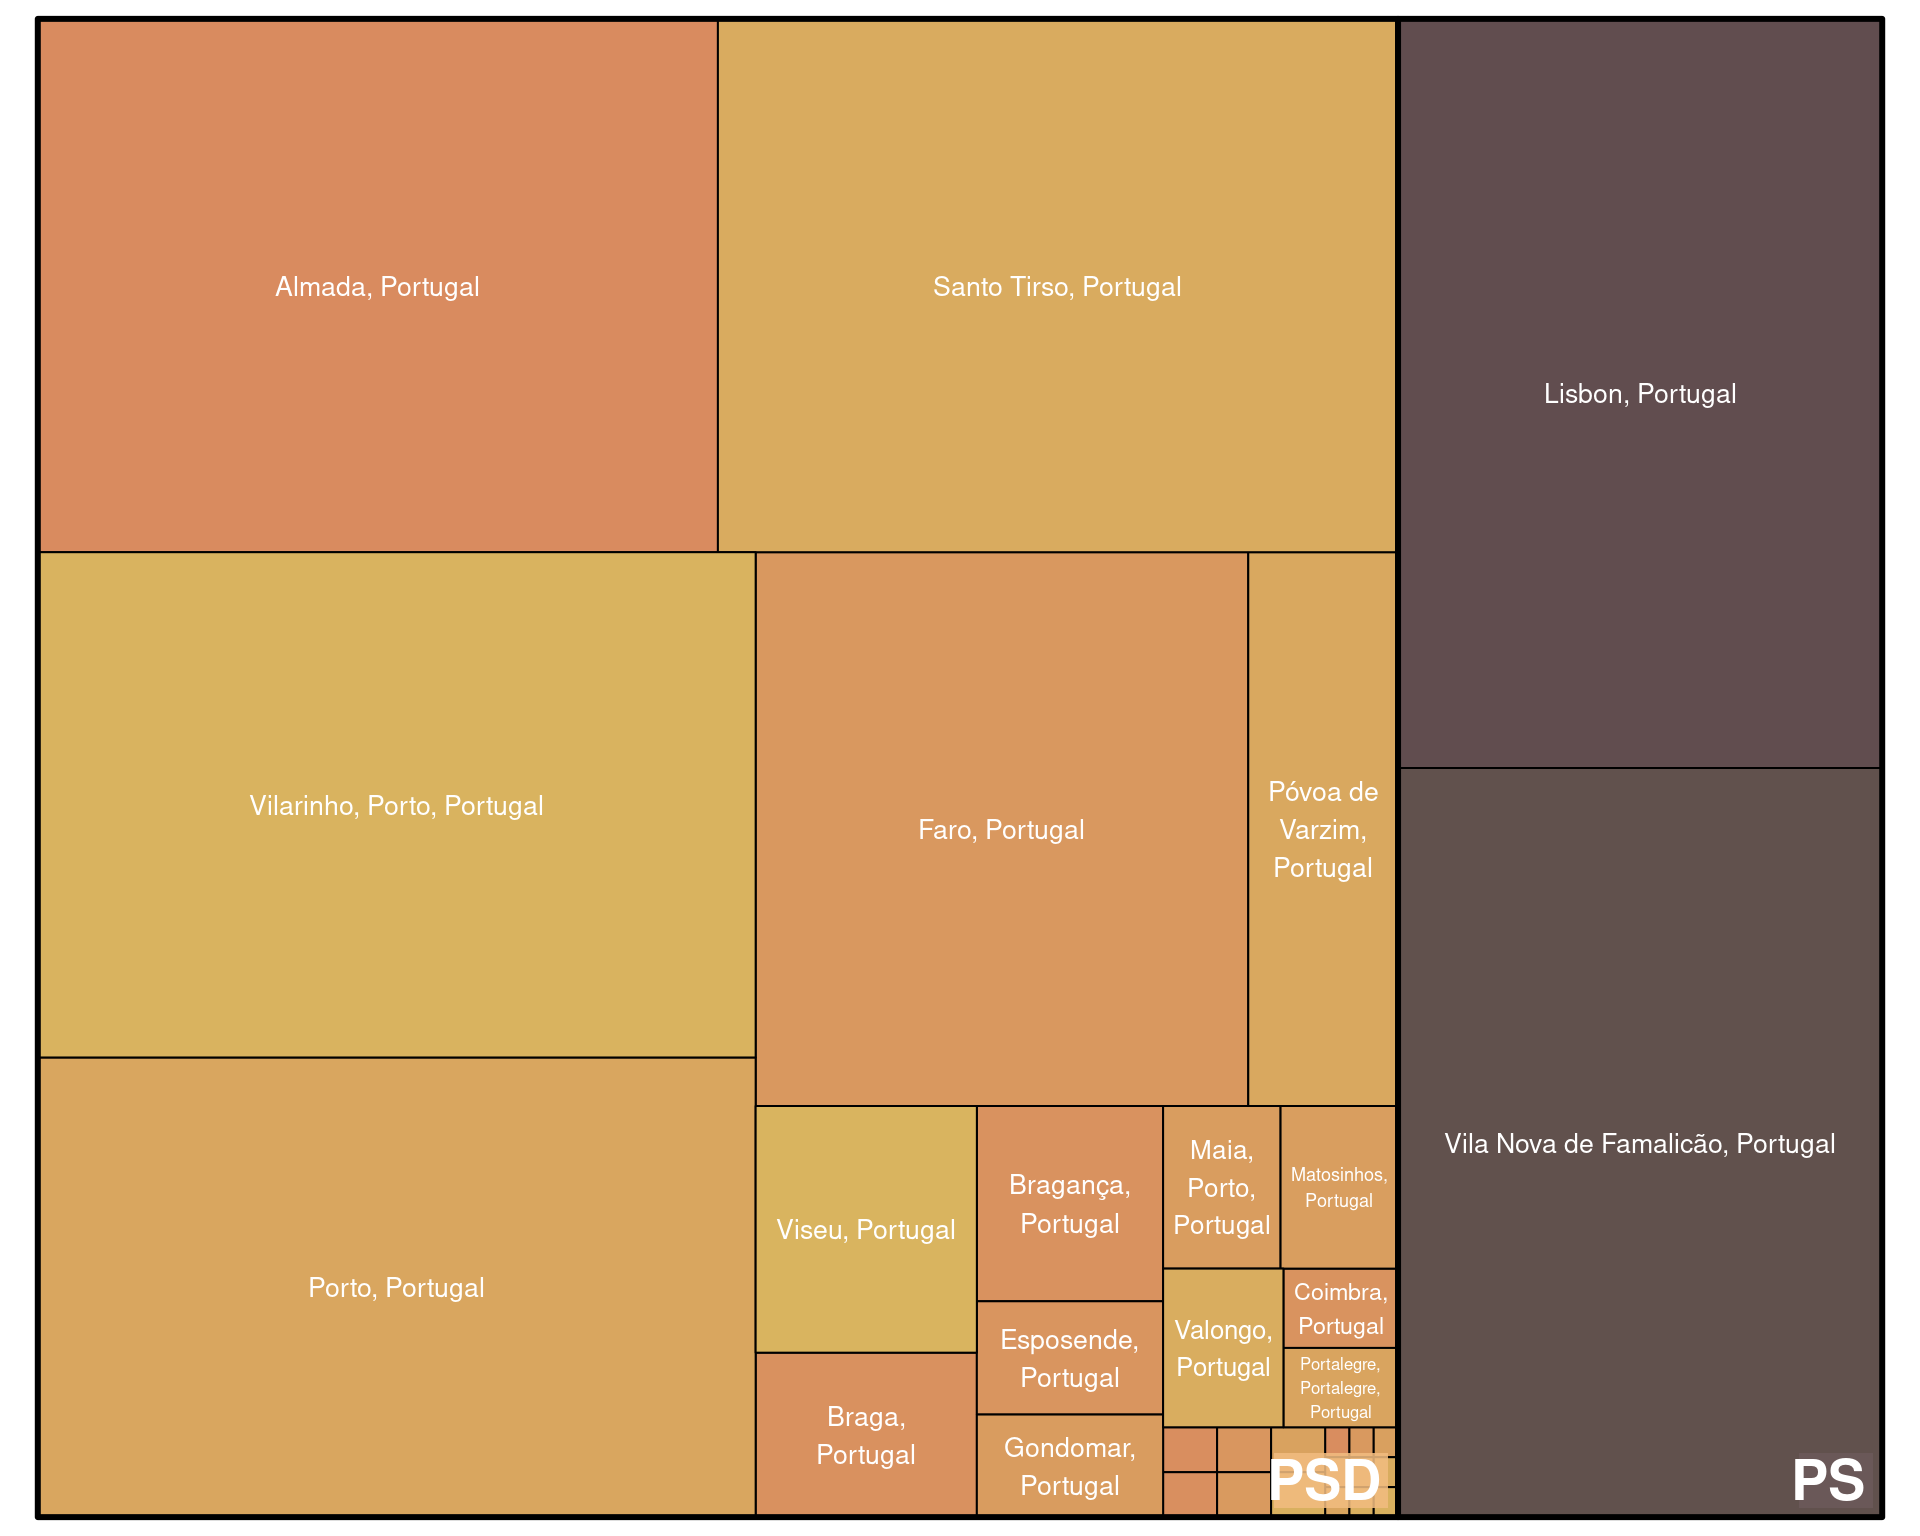 Almada, Portugal
Santo Tirso, Portugal
Lisbon, Portugal
Vilarinho, Porto, Portugal
Faro, Portugal
Póvoa de
Varzim,
Portugal
Vila Nova de Famalicão, Portugal
Porto, Portugal
Viseu, Portugal
Bragança,
Portugal
Maia,
Porto,
Portugal
Matosinhos,
Portugal
Esposende,
Portugal
Valongo,
Portugal
Coimbra,
Portugal
Portalegre,
Portalegre,
Portugal
Braga,
Portugal
Gondomar,
Portugal
PSD
PS